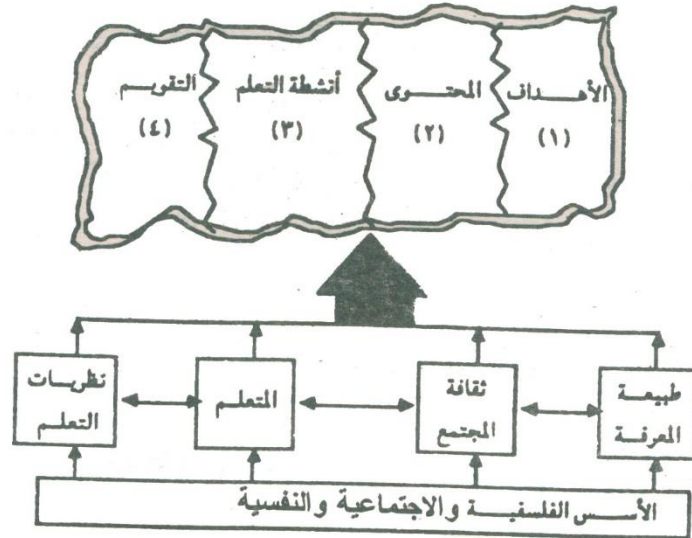 الأهداف
(١)
المحتوى
(٢)
أنشطة التعلم
(٣)
التقويم
(٤)
طبيعة
المعرفة
ثقافة
المجتمع
المتعلم
نظريات
التعلم
الأسس الفلسفية والاجتماعية والنفسية